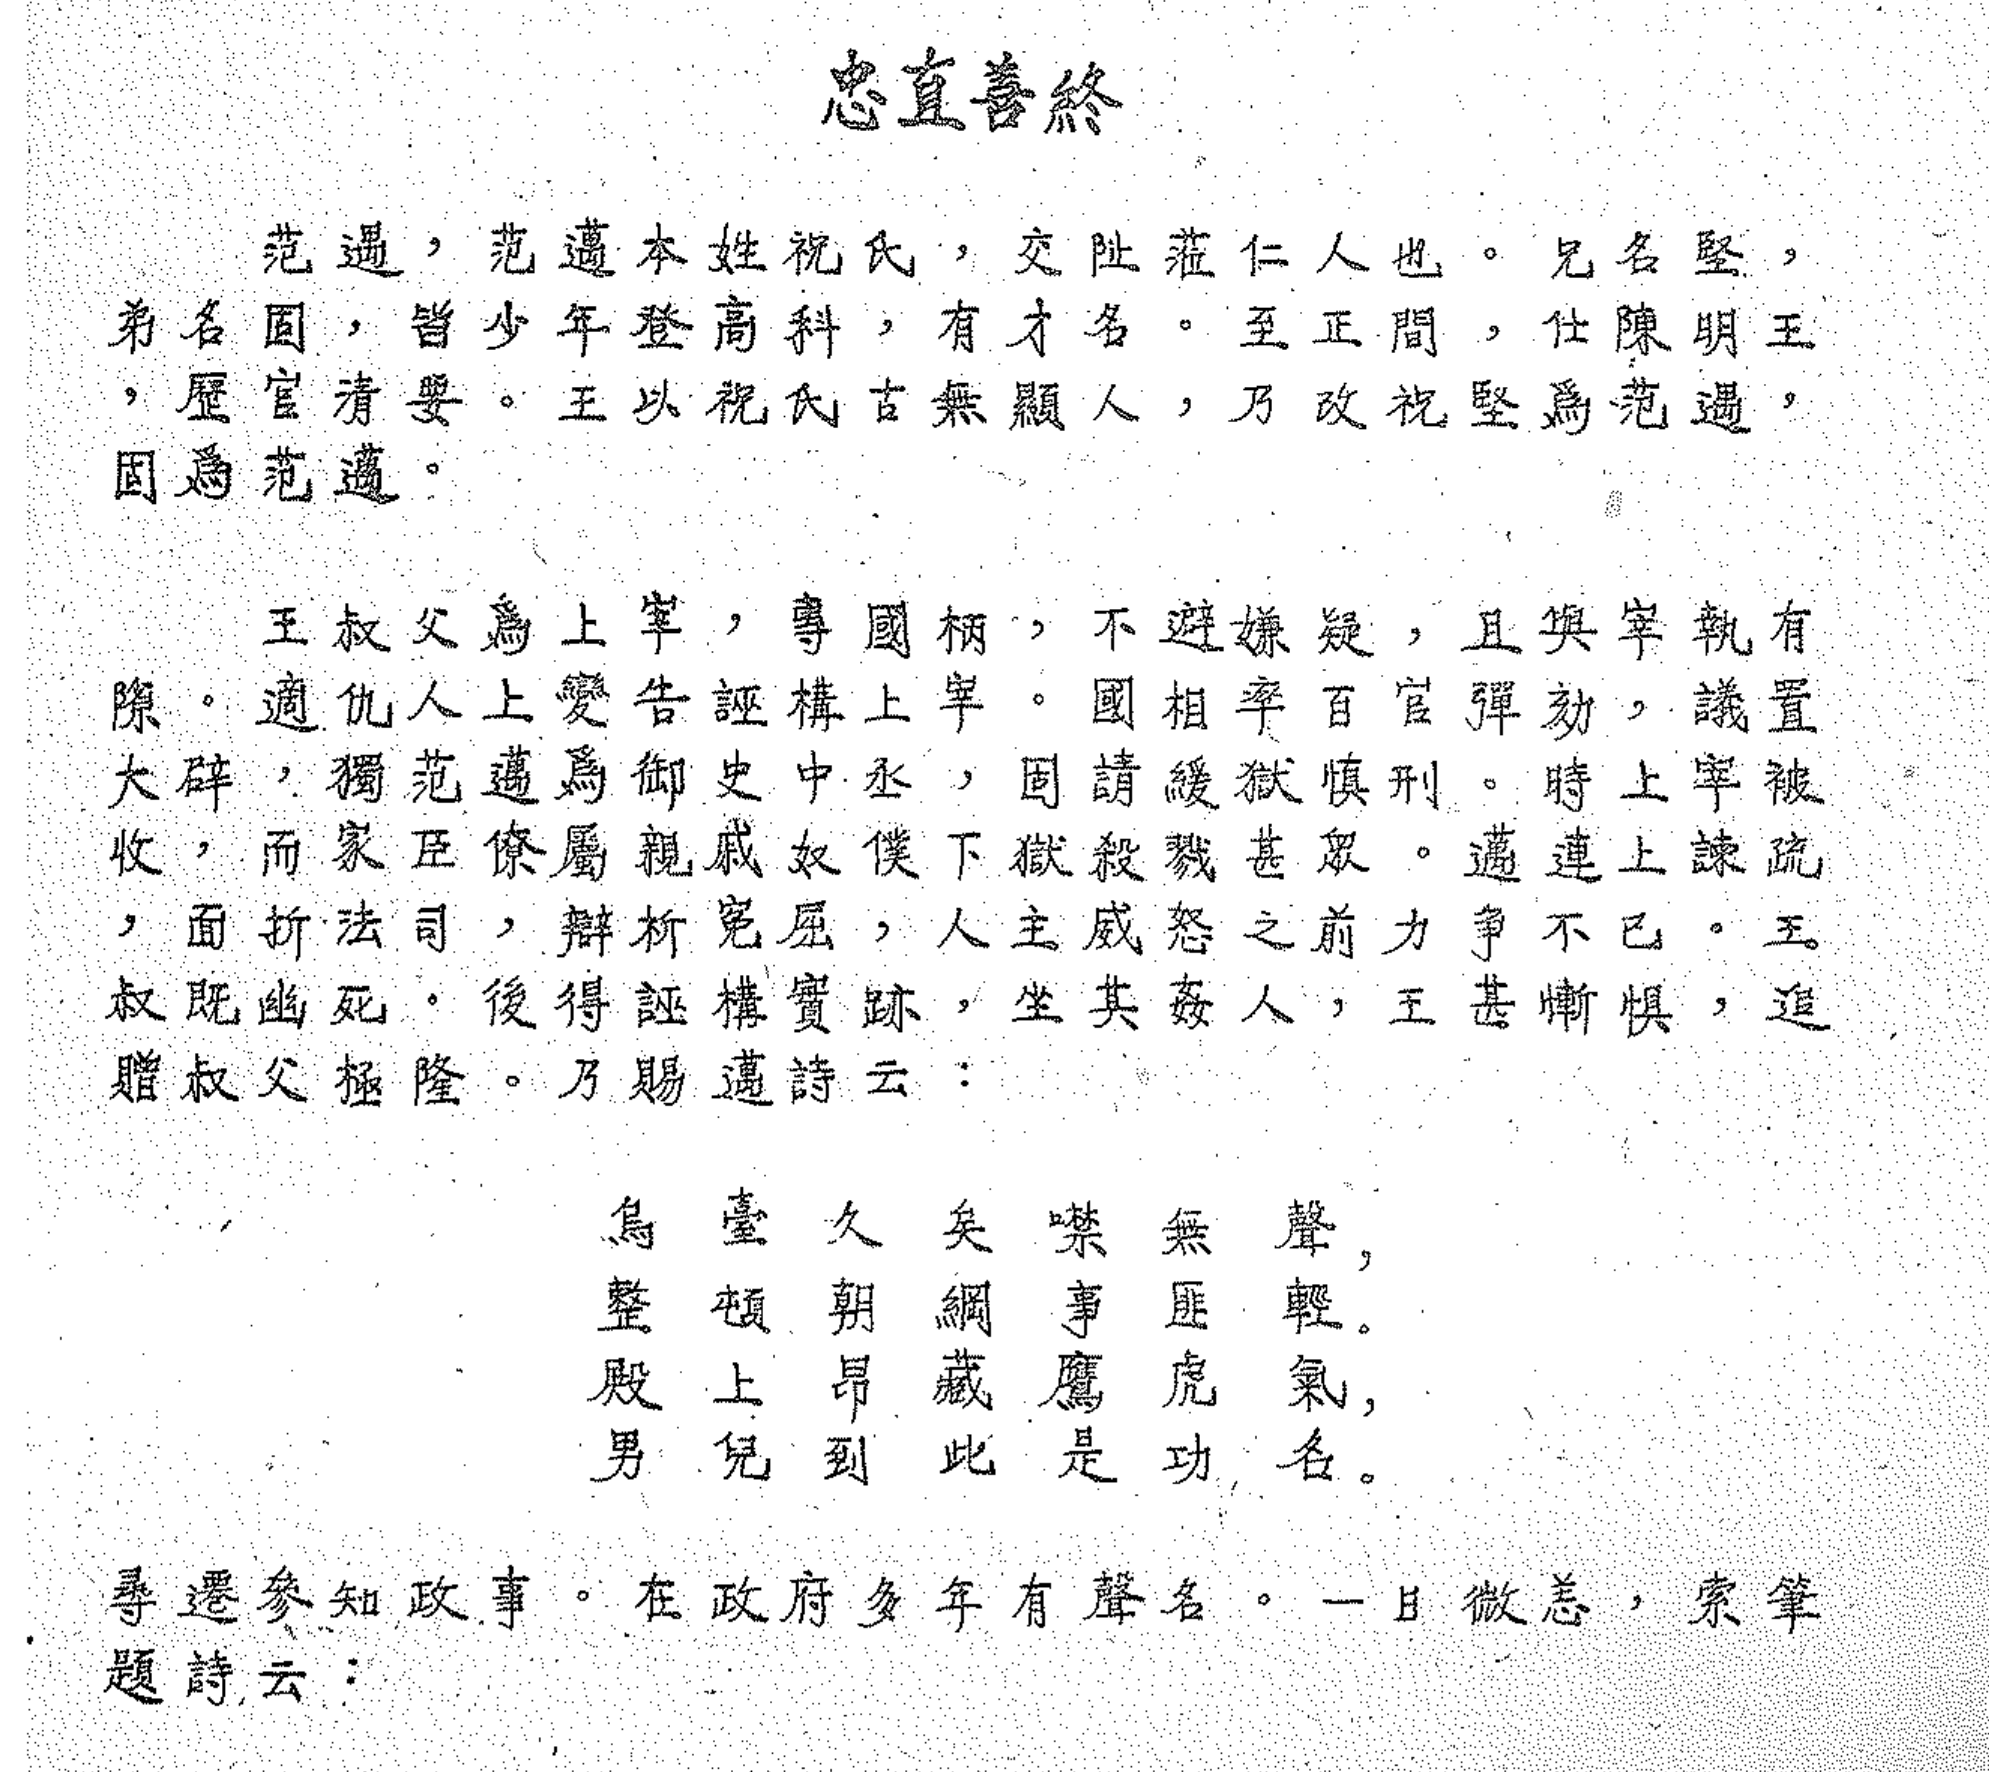 忠直善終
范遇，范邁本姓祝氏，交阯蒞仁人也。兄名堅，
弟名固，皆少年登高科，有才名。至正間，仕陳明王
，歷官清要。王以祝氏古無顯人，乃改祝堅爲范遇，
固爲范邁。
王叔父爲上宰，專國柄，不避嫌疑，且與宰執有
隙。適仇人上變告誣構上宰。國相率百官彈劾，議置
大辟，獨范邁爲御史中丞，固請緩獄慎刑。時上宰被
收，而家臣僚屬親戚奴僕下獄殺戮甚眾。邁連上諫疏
，面折法司，辯析冤屈，人主威怒之前力爭不已。王
叔既幽死。後得誣構實跡，坐其姦人，王甚慚惧，追
贈叔父極隆。乃賜邁詩云：
烏臺久矣噤無聲，
整頓朝綱事匪輕。
殿上昂藏鷹虎氣，
男兒到此是功名。
尋遷參知政事。在政府多年有聲名。一日微恙，索筆
題詩云：